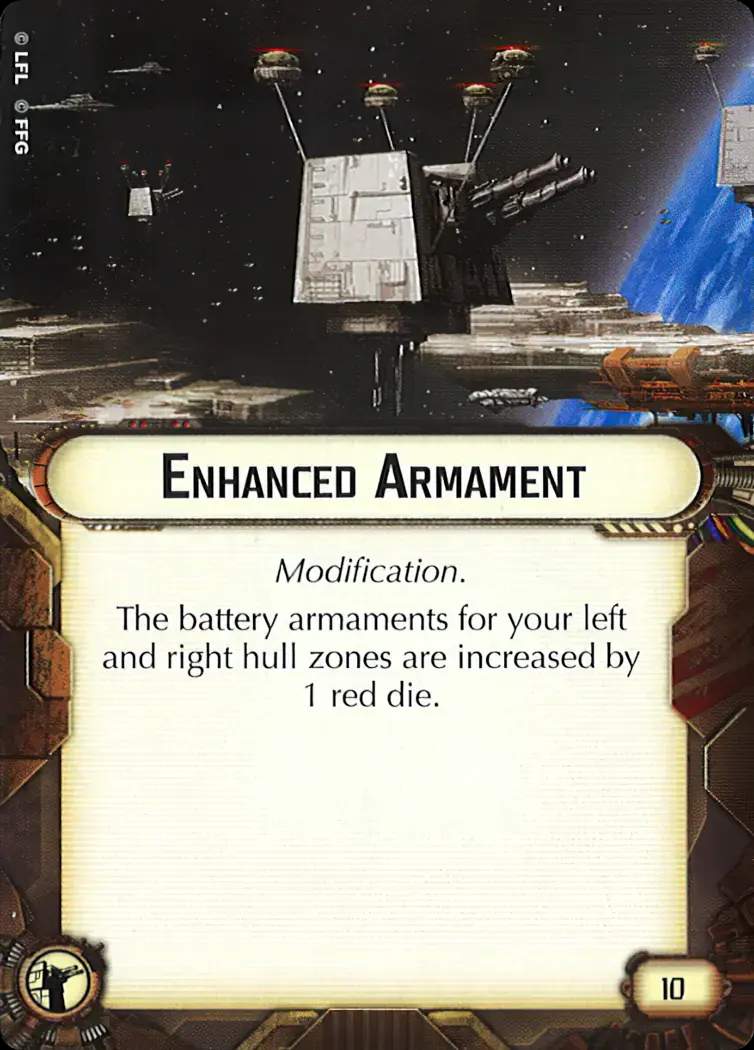 © LFL © FFG
ENHANCED ARMAMENT
Modification.
The battery armaments for your left
and right hull zones are increased by
1 red die.
10